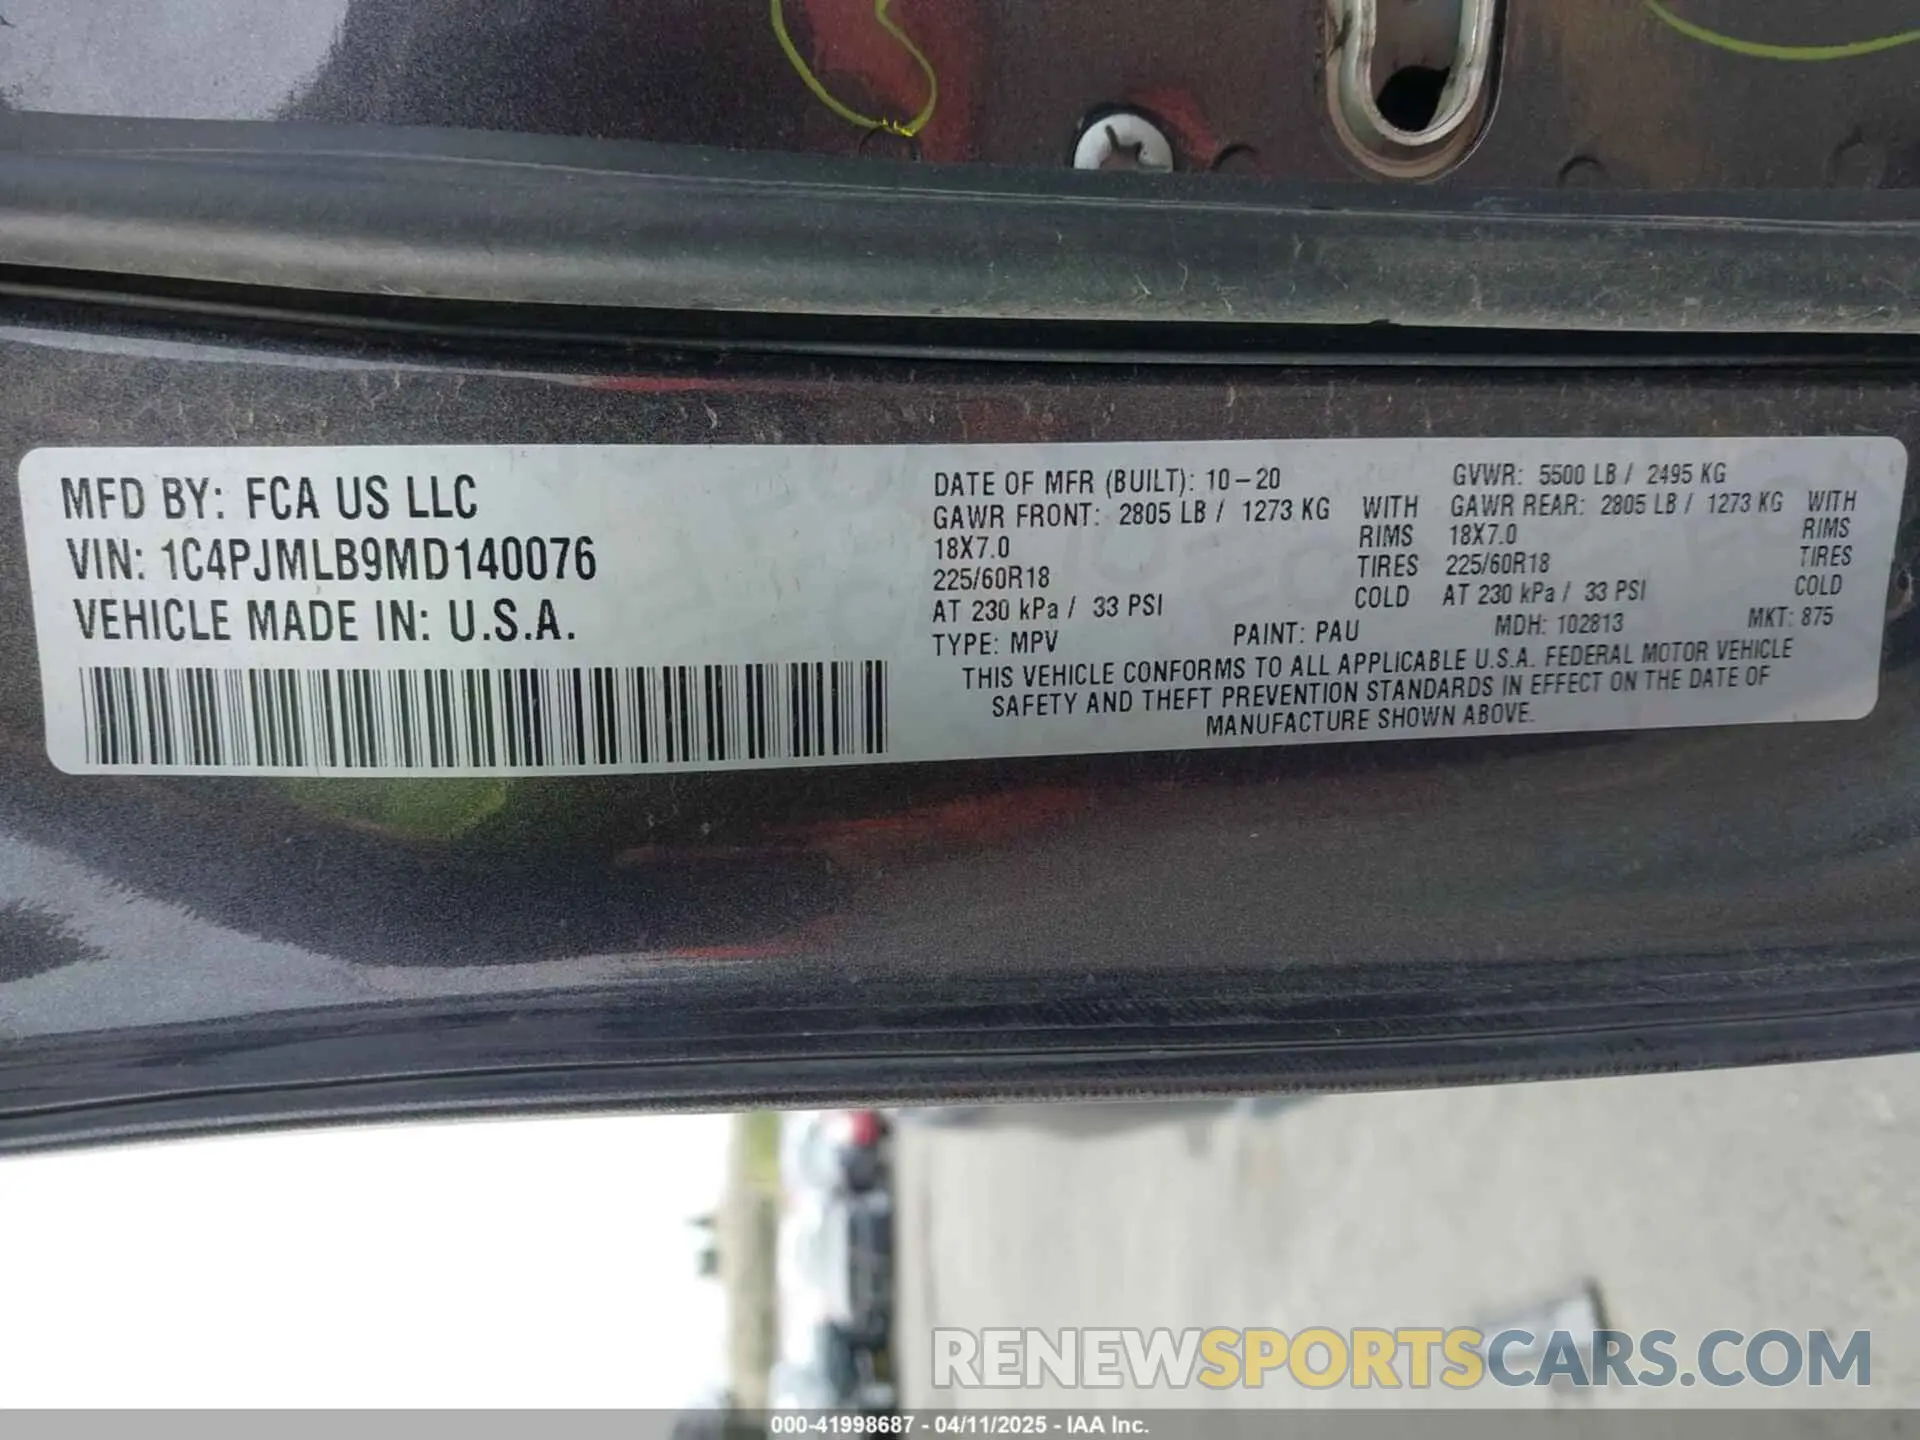 MFD BY: FCA US LLC
VIN: 1C4PJMLB9MD140076
VEHICLE MADE IN: U.S.A.
DATE OF MFR (BUILT): 10-20 GVWR: 5500 LB / 2495 KG
GAWR FRONT: 2805 LB / 1273 KG WITH GAWR REAR: 2805 LB / 1273 KG WITH
18X7.0 RIMS 18X7.0 RIMS
225/60R18 TIRES 225/60R18 TIRES
AT 230 kPa / 33 PSI COLD AT 230 kPa / 33 PSI COLD
TYPE: MPV PAINT: PAU MDH: 102813 MKT: 875
THIS VEHICLE CONFORMS TO ALL APPLICABLE U.S.A. FEDERAL MOTOR VEHICLE
SAFETY AND THEFT PREVENTION STANDARDS IN EFFECT ON THE DATE OF
MANUFACTURE SHOWN ABOVE.
RENEWSPORTSCARS.COM
000-41998687 - 04/11/2025 - IAA Inc.